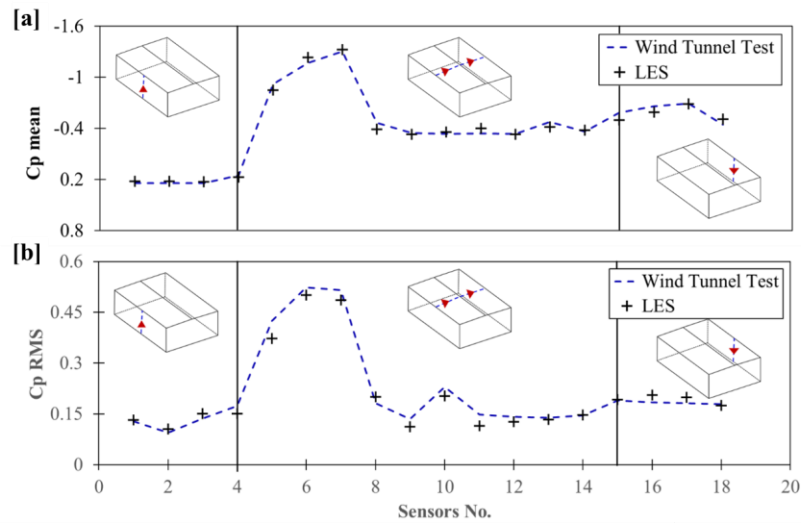 [a]
-1.6
-1
-0.4
0.2
0.8
Cp mean
Wind Tunnel Test
LES
[b]
0.6
0.45
0.3
0.15
0
Cp RMS
Wind Tunnel Test
LES
0 2 4 6 8 10 12 14 16 18 20
Sensors No.